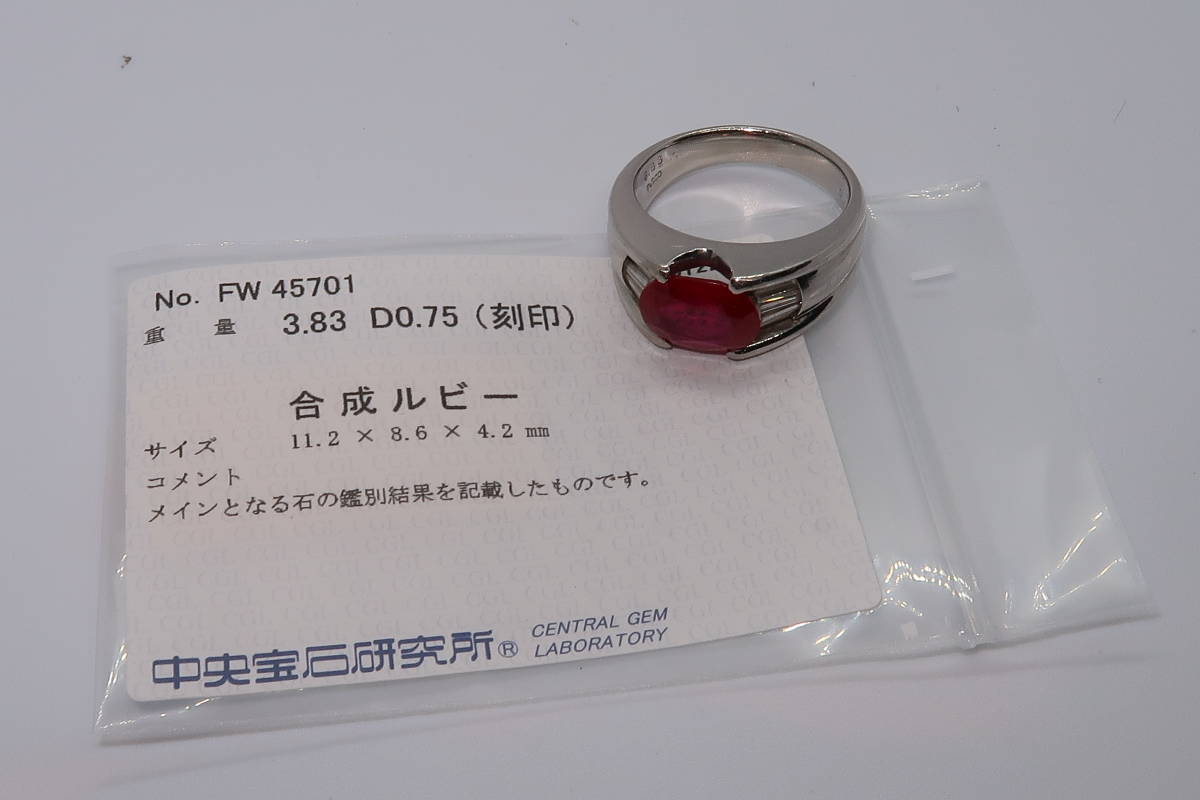 No. FW 45701
重 量 3.83 D0.75 (刻印)
合成ルビー
サイズ 11.2 × 8.6 × 4.2 mm
コメント
メインとなる石の鑑別結果を記載したものです。
中央宝石研究所® CENTRAL GEM LABORATORY